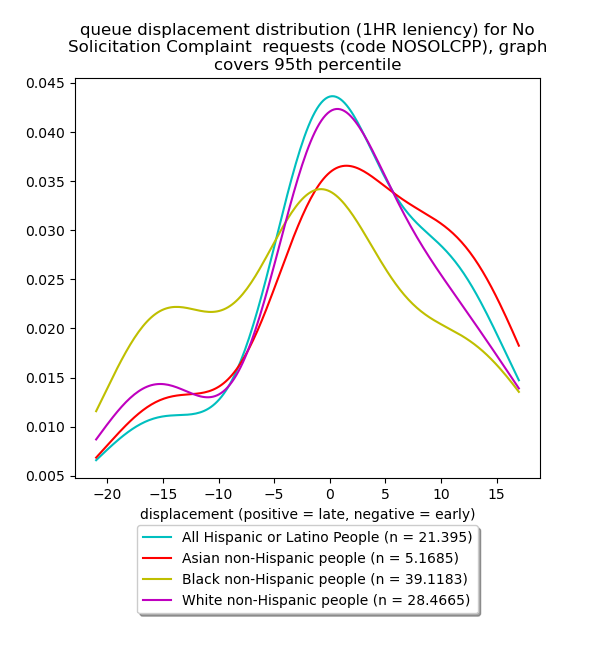 queue displacement distribution (1HR leniency) for No
Solicitation Complaint  requests (code NOSOLCPP), graph
covers 95th percentile
0.045
0.040
0.035
0.030
0.025
0.020
0.015
0.010
0.005
−20 −15 −10 −5 0 5 10 15
displacement (positive = late, negative = early)
All Hispanic or Latino People (n = 21.395)
Asian non-Hispanic people (n = 5.1685)
Black non-Hispanic people (n = 39.1183)
White non-Hispanic people (n = 28.4665)